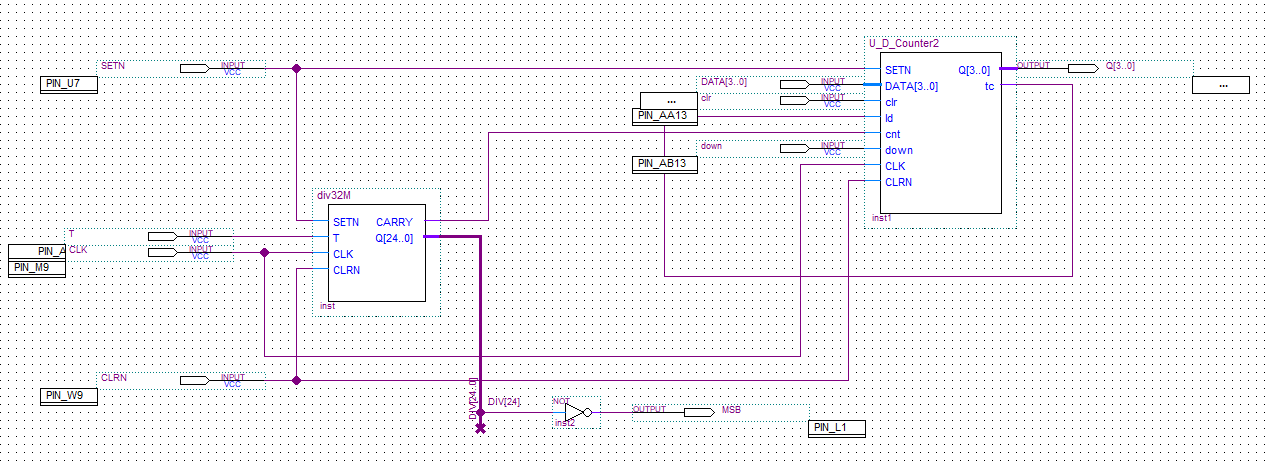 U_D_Counter2
SETN
INPUT
VCC
PIN_U7
SETN
Q[3..0]
OUTPUT
Q[3..0]
...
DATA[3..0]
INPUT
VCC
DATA[3..0]
tc
...
clr
INPUT
VCC
clr
PIN_AA13
ld
cnt
down
INPUT
VCC
down
PIN_AB13
CLK
CLRN
inst1
div32M
SETN
CARRY
T
INPUT
VCC
T
Q[24..0]
PIN_A
CLK
INPUT
VCC
CLK
PIN_M9
CLRN
inst
CLRN
INPUT
VCC
PIN_W9
DIV[24..0]
DIV[24]
NOT
inst2
OUTPUT
MSB
PIN_L1